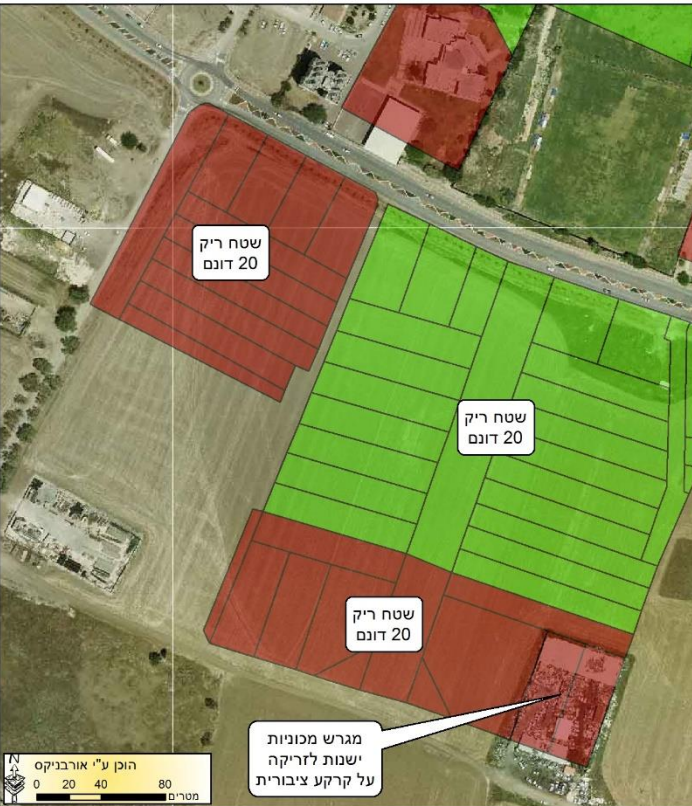 שטח ריק
20 דונם
שטח ריק
20 דונם
שטח ריק
20 דונם
מגרש מכוניות
ישנות לזריקה
על קרקע ציבורית
הוכן ע"י אורבניקס
N
0 20 40 80
מטרים